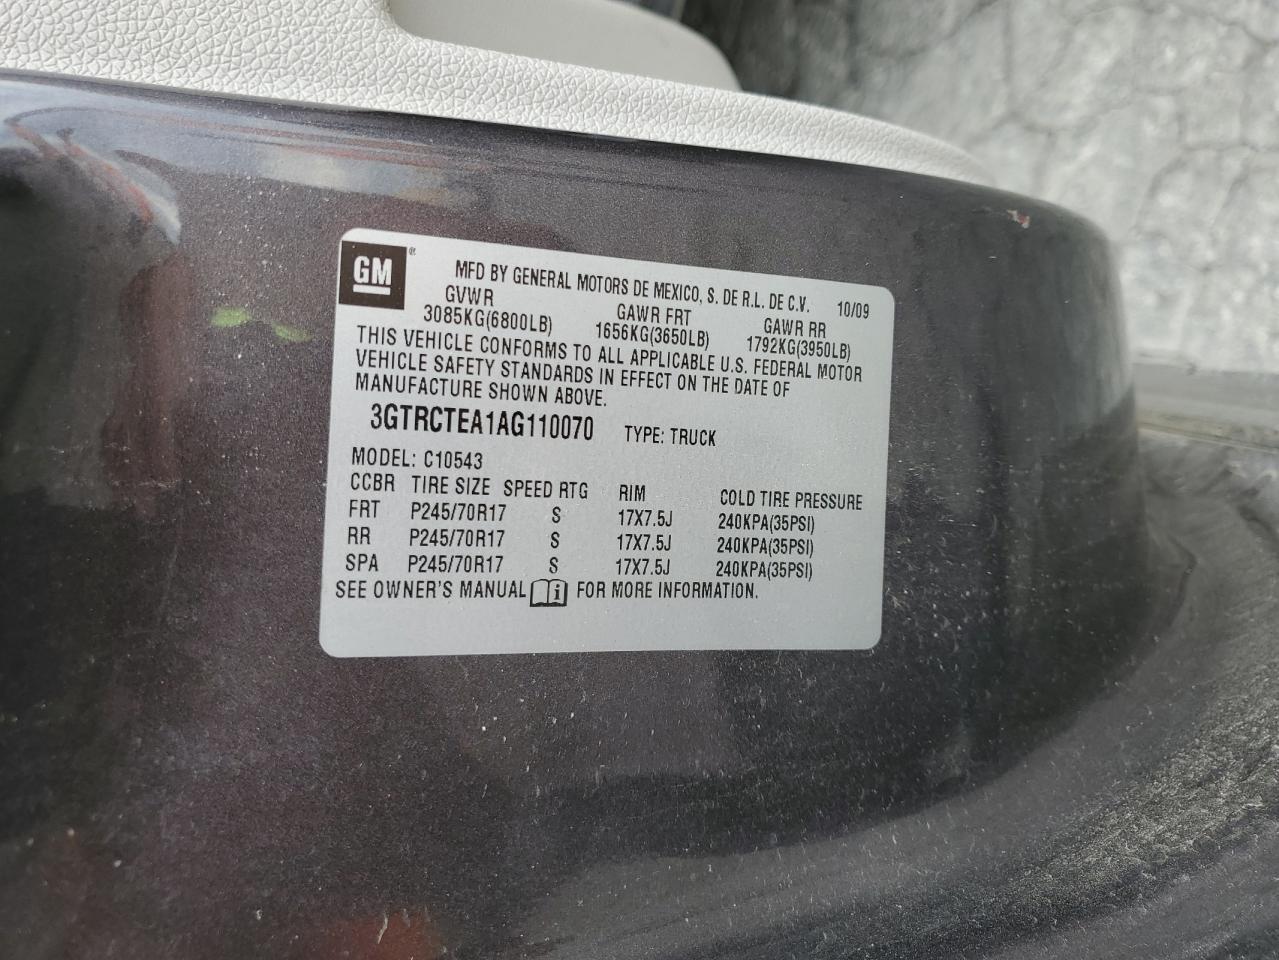 GM ®
MFD BY GENERAL MOTORS DE MEXICO, S. DE R.L. DE C.V. 10/09
GVWR GAWR FRT GAWR RR
3085KG(6800LB) 1656KG(3650LB) 1792KG(3950LB)
THIS VEHICLE CONFORMS TO ALL APPLICABLE U.S. FEDERAL MOTOR
VEHICLE SAFETY STANDARDS IN EFFECT ON THE DATE OF
MANUFACTURE SHOWN ABOVE.
3GTRCTEA1AG110070 TYPE: TRUCK
MODEL: C10543
CCBR TIRE SIZE SPEED RTG RIM COLD TIRE PRESSURE
FRT P245/70R17 S 17X7.5J 240KPA(35PSI)
RR P245/70R17 S 17X7.5J 240KPA(35PSI)
SPA P245/70R17 S 17X7.5J 240KPA(35PSI)
SEE OWNER'S MANUAL i FOR MORE INFORMATION.